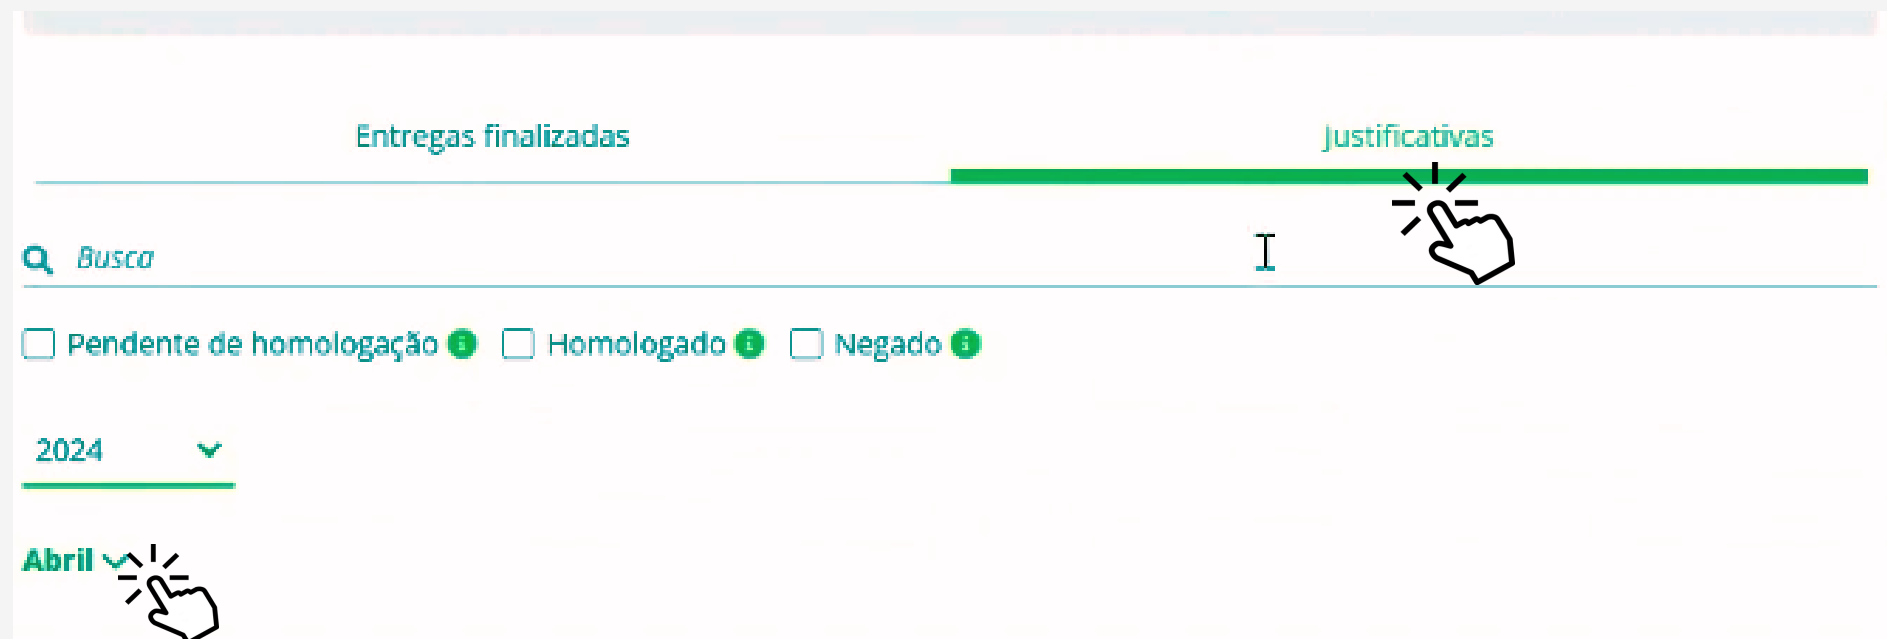 Entregas finalizadas
Justificativas
Busca
Pendente de homologação Homologado Negado
2024
Abril